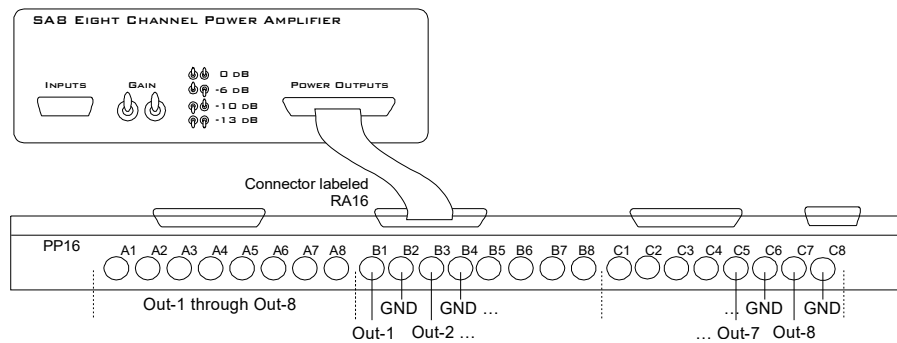 SA8 EIGHT CHANNEL POWER AMPLIFIER
INPUTS
GAIN
0 dB
-6 dB
-10 dB
-13 dB
POWER OUTPUTS
Connector labeled
RA16
PP16
A1 A2 A3 A4 A5 A6 A7 A8 B1 B2 B3 B4 B5 B6 B7 B8 C1 C2 C3 C4 C5 C6 C7 C8
Out-1 through Out-8
GND
GND ...
... GND
GND
Out-1
Out-2 ...
... Out-7
Out-8